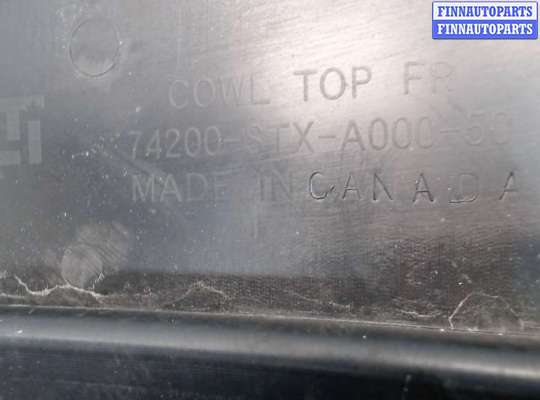 FINNAUTOPARTS
FINNAUTOPARTS
COWL TOP FR
74200-STX-A000-50
MADE IN CANADA